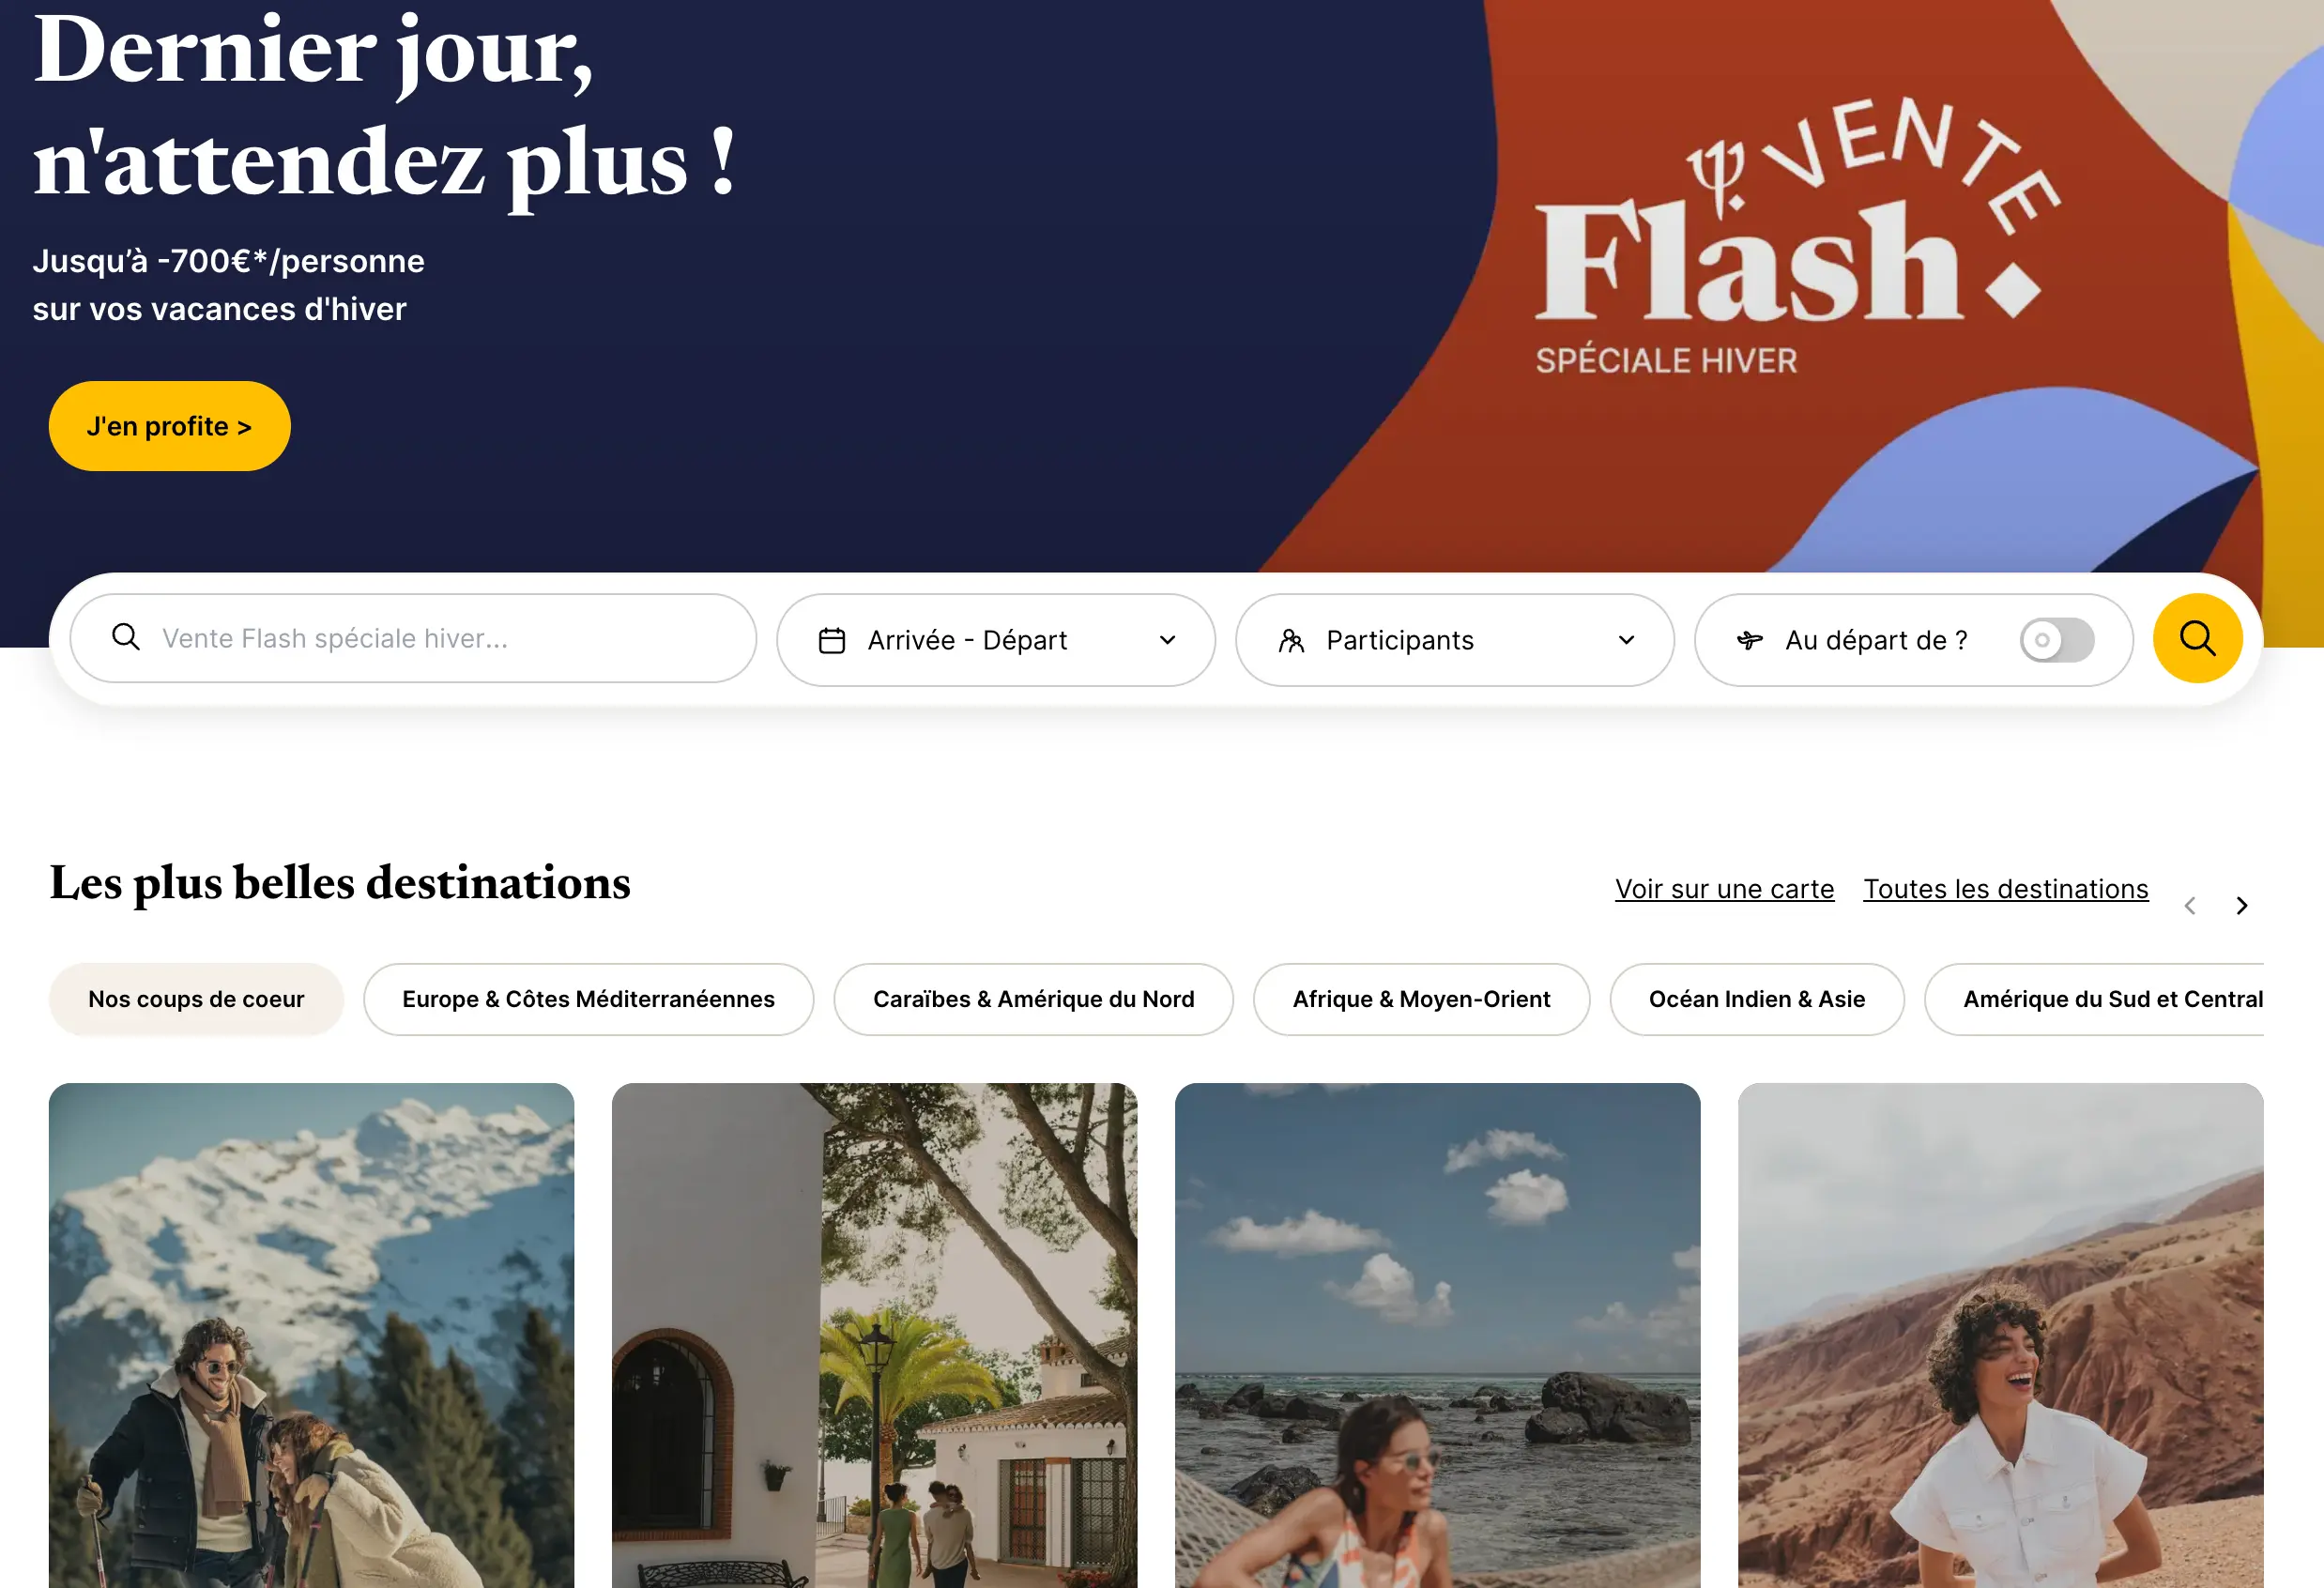 Dernier jour,
n'attendez plus !
Jusqu’à -700€*/personne
sur vos vacances d'hiver
J'en profite >
VENTE
Flash
SPÉCIALE HIVER
Vente Flash spéciale hiver...
Arrivée - Départ
Participants
Au départ de ?
Les plus belles destinations
Voir sur une carte
Toutes les destinations
Nos coups de coeur
Europe & Côtes Méditerranéennes
Caraïbes & Amérique du Nord
Afrique & Moyen-Orient
Océan Indien & Asie
Amérique du Sud et Central